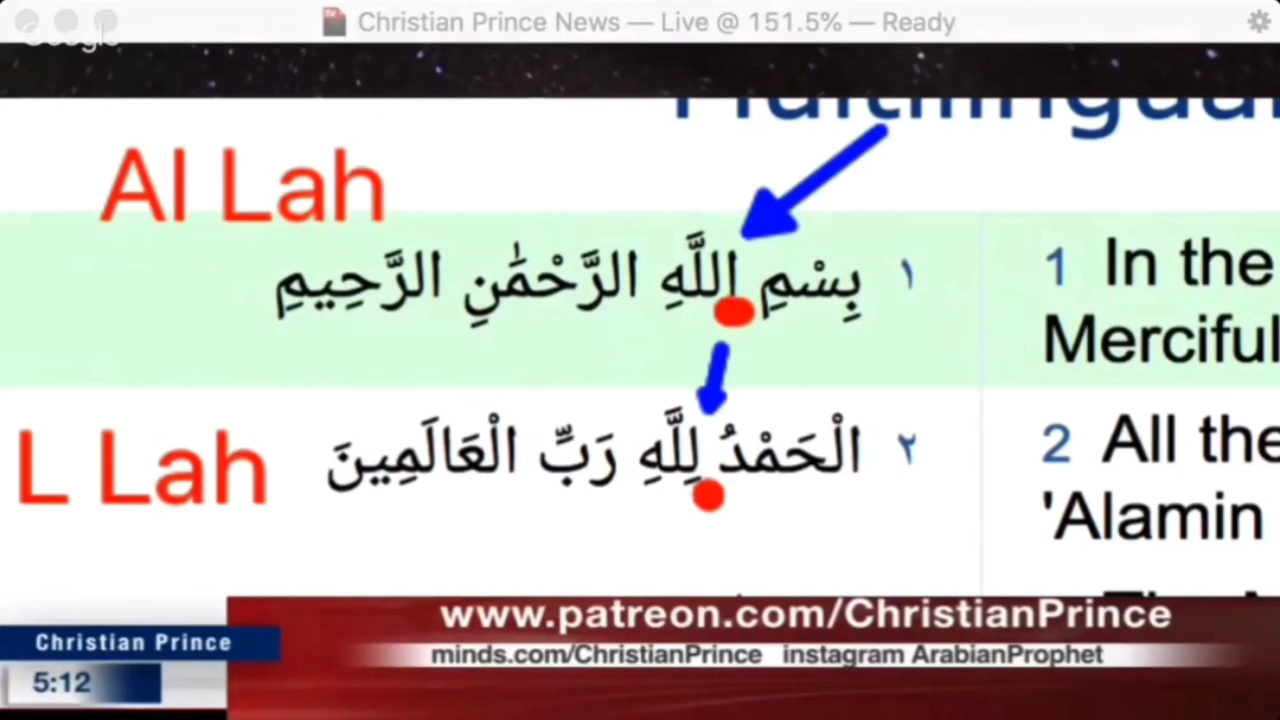 Christian Prince News — Live @ 151.5% — Ready
Google
Al Lah
١ بِسْمِ اللَّهِ الرَّحْمَٰنِ الرَّحِيمِ
1 In the
Merciful
L Lah
٢ الْحَمْدُ لِلَّهِ رَبِّ الْعَالَمِينَ
2 All the
'Alamin
www.patreon.com/ChristianPrince
Christian Prince
minds.com/ChristianPrince instagram ArabianProphet
5:12